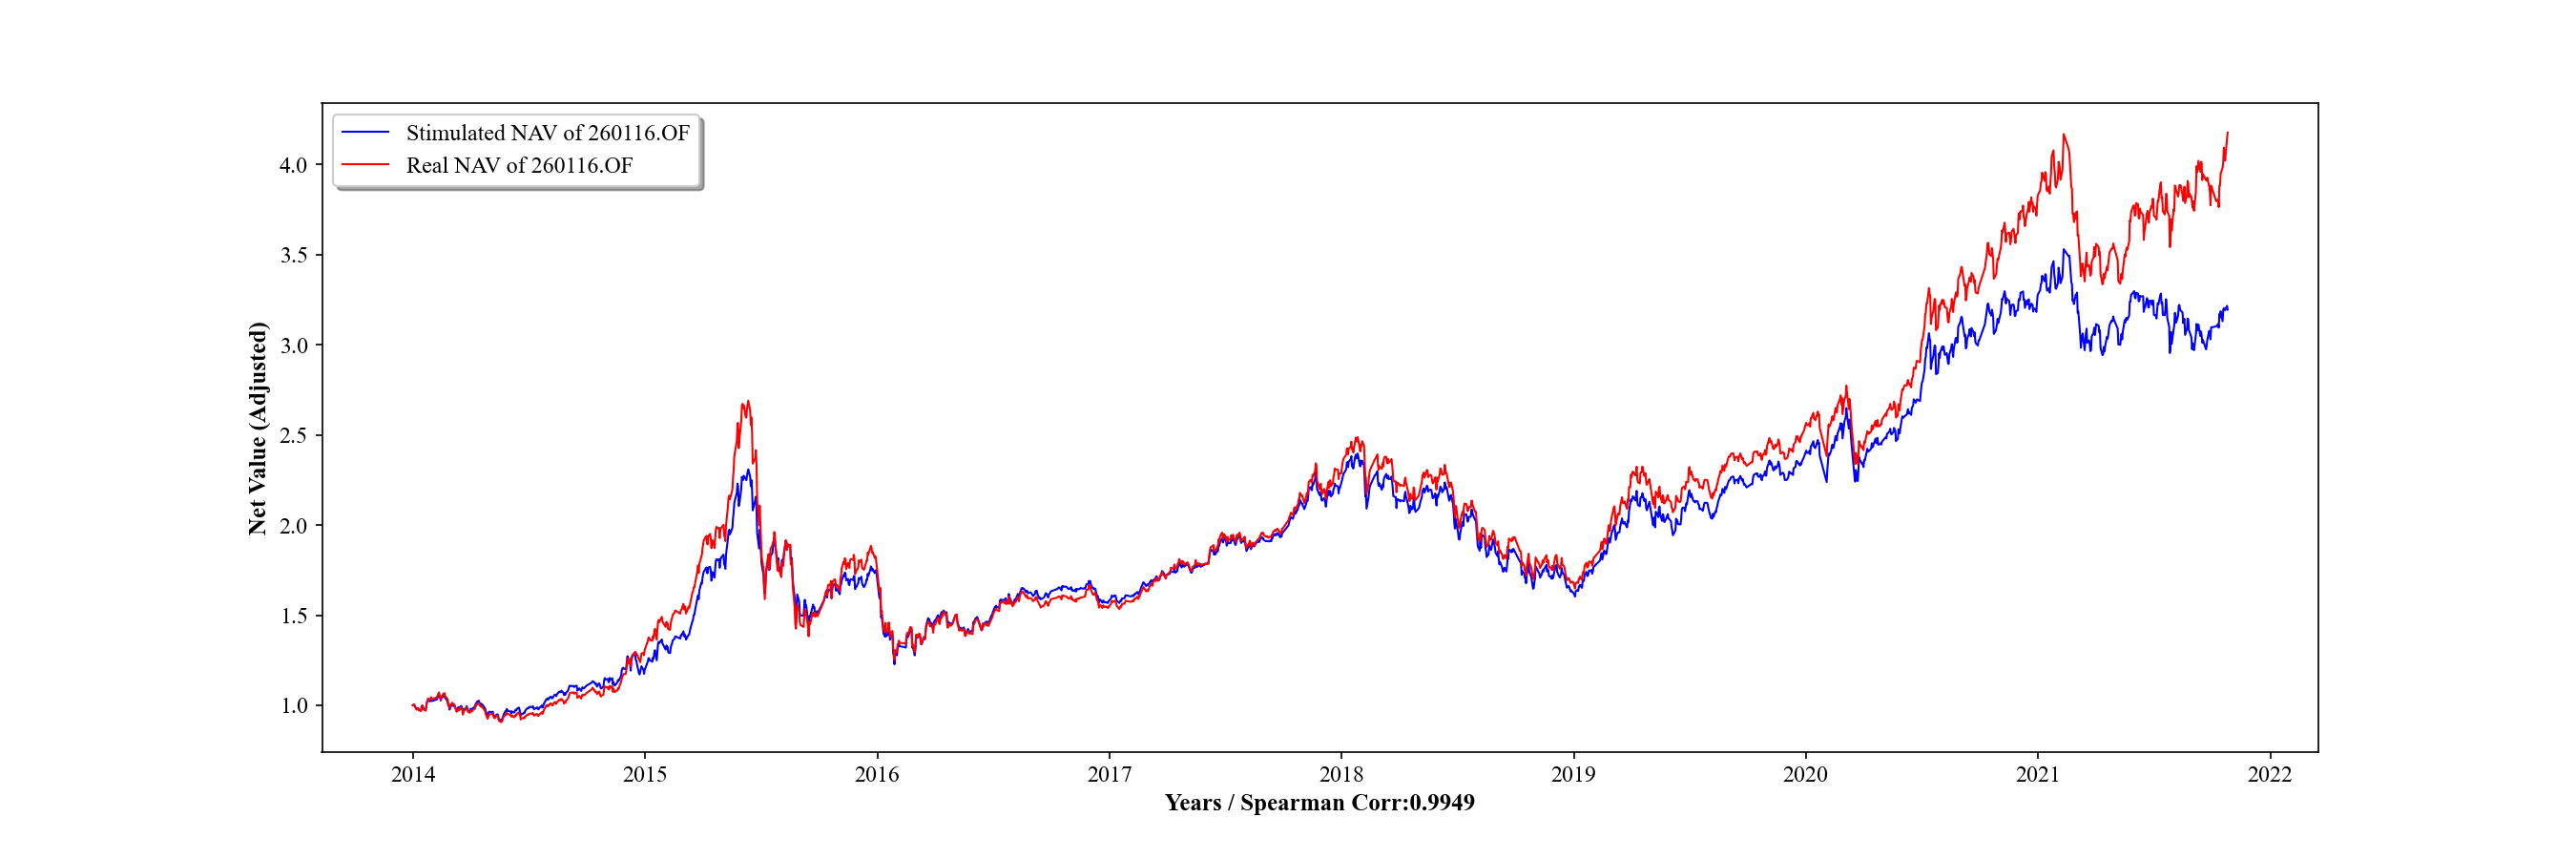 Stimulated NAV of 260116.OF
Real NAV of 260116.OF
4.0
3.5
3.0
2.5
2.0
1.5
1.0
Net Value (Adjusted)
2014 2015 2016 2017 2018 2019 2020 2021 2022
Years / Spearman Corr:0.9949